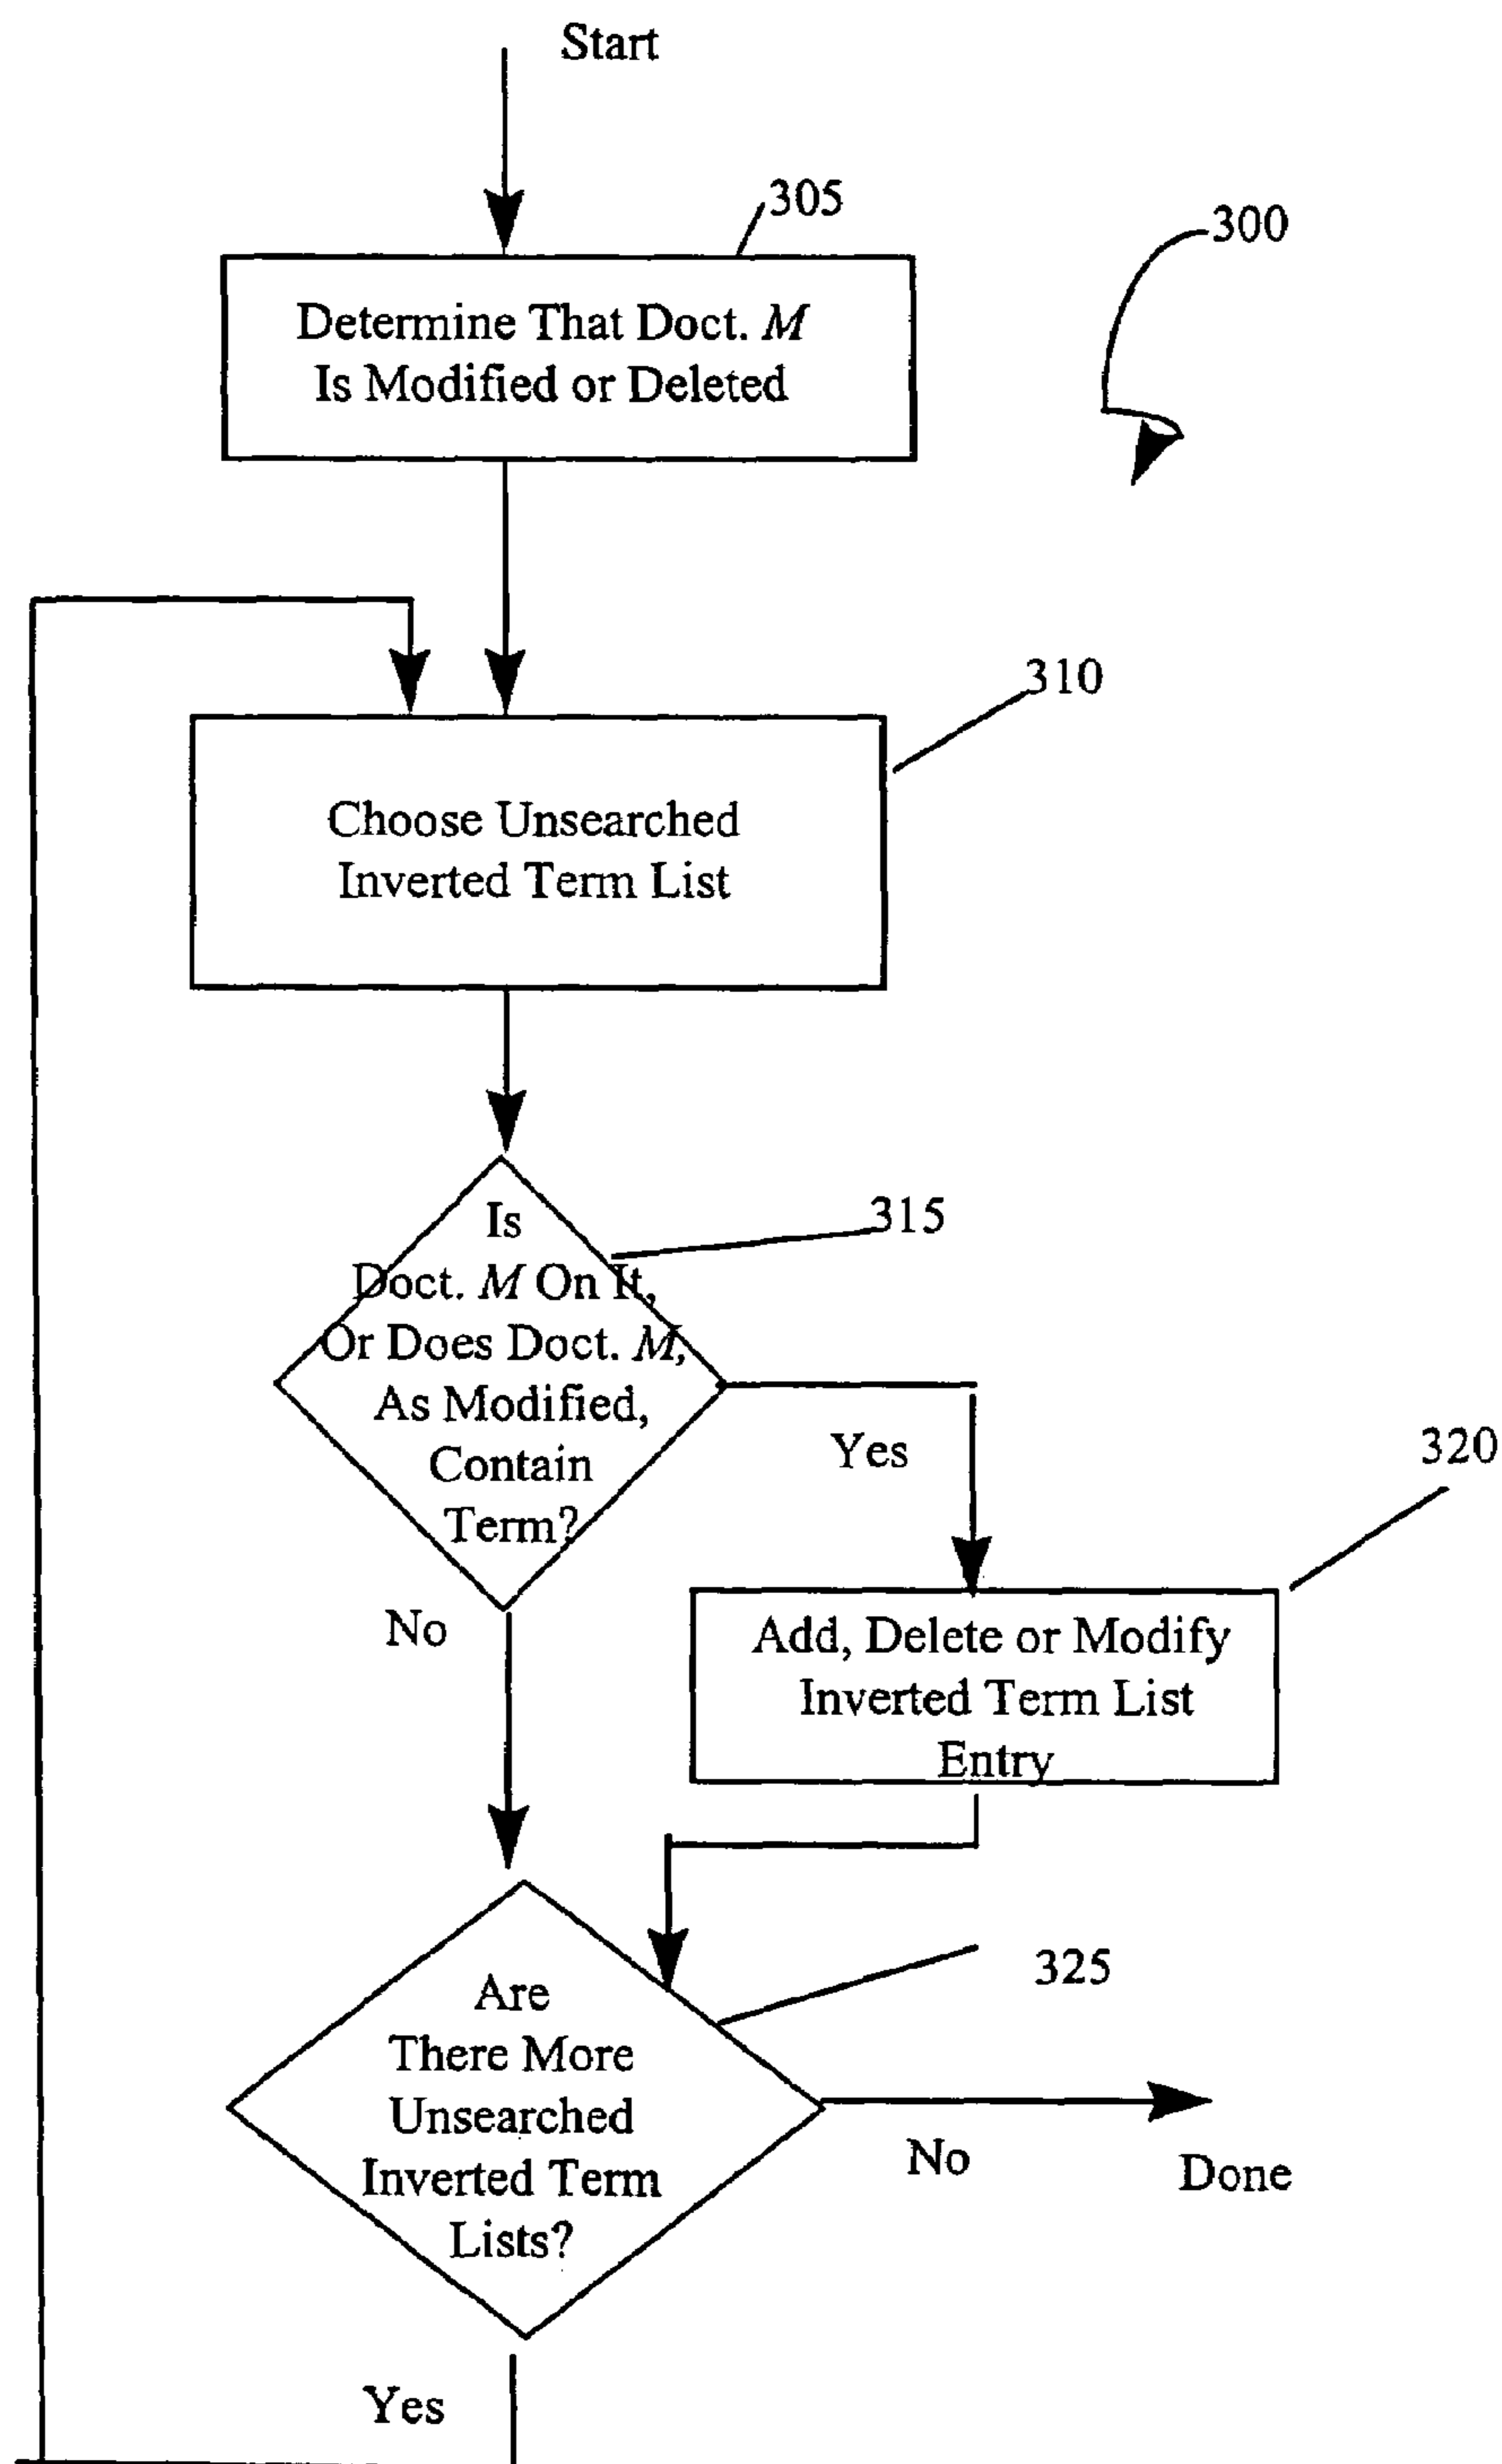 Start
305
300
Determine That Doct. M
Is Modified or Deleted
310
Choose Unsearched
Inverted Term List
315
Is
Doct. M On It,
Or Does Doct. M,
As Modified,
Contain
Term?
Yes
320
No
Add, Delete or Modify
Inverted Term List
Entry
325
Are
There More
Unsearched
Inverted Term
Lists?
No
Done
Yes